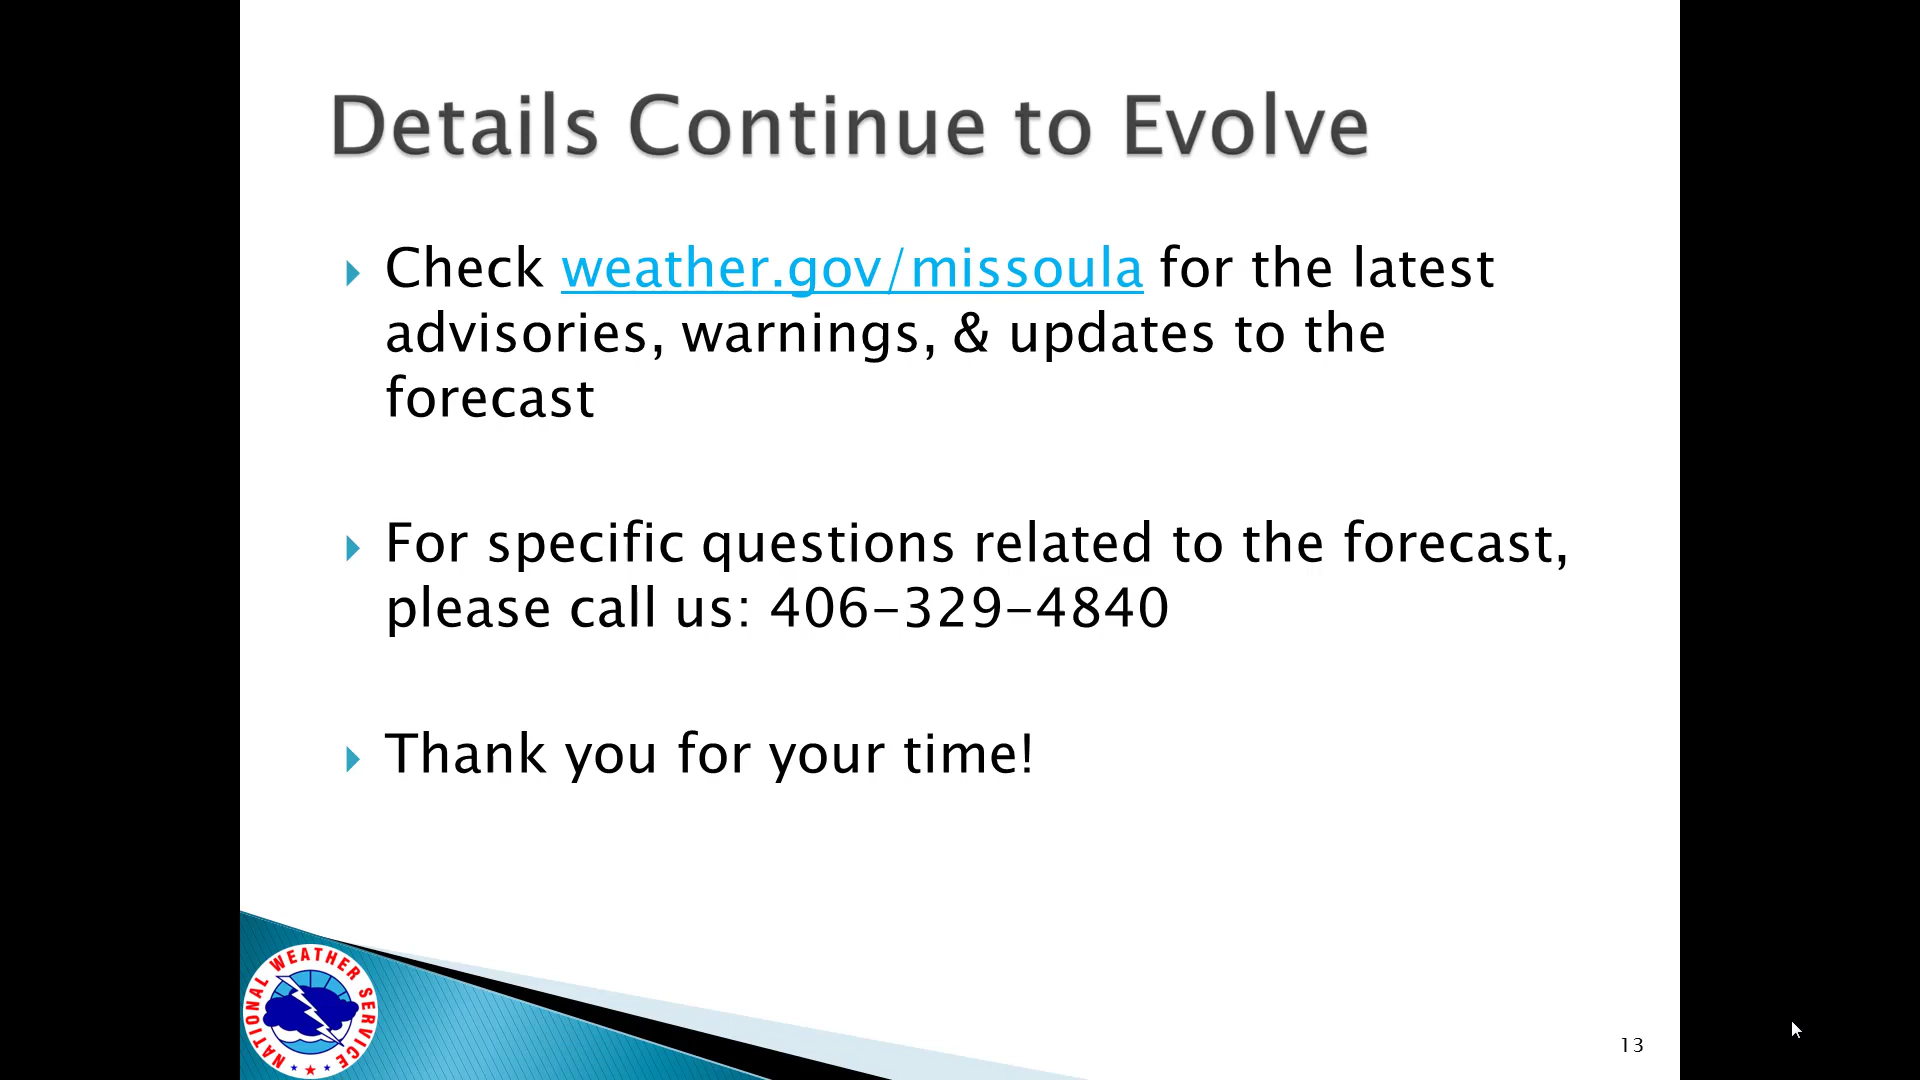 Details Continue to Evolve
Check weather.gov/missoula for the latest
advisories, warnings, & updates to the
forecast
For specific questions related to the forecast,
please call us: 406-329-4840
Thank you for your time!
NATIONAL WEATHER SERVICE
13